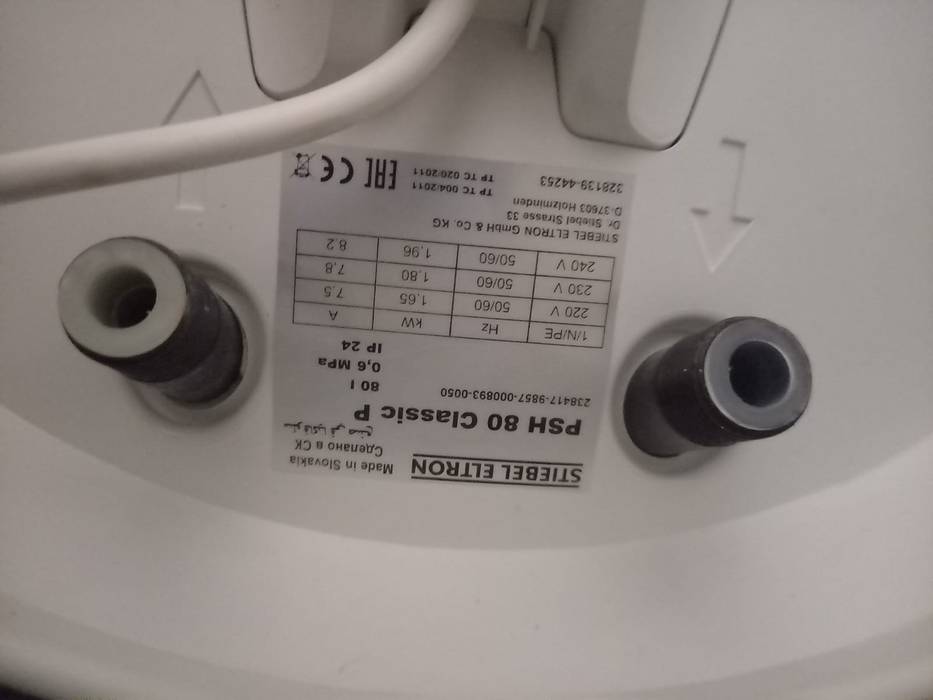 STIEBEL ELTRON
Made in Slovakia
Сделано в СК
PSH 80 Classic P
238417-9857-000893-0050
80 l
0,6 MPa
IP 24
1/N/PE Hz kW A
220 V 50/60 1,65 7,5
230 V 50/60 1,80 7,8
240 V 50/60 1,96 8,2
STIEBEL ELTRON GmbH & Co. KG
Dr. Stiebel Strasse 33
D-37603 Holzminden
328139-44253
TP TC 004/2011
TP TC 020/2011
EAC CE